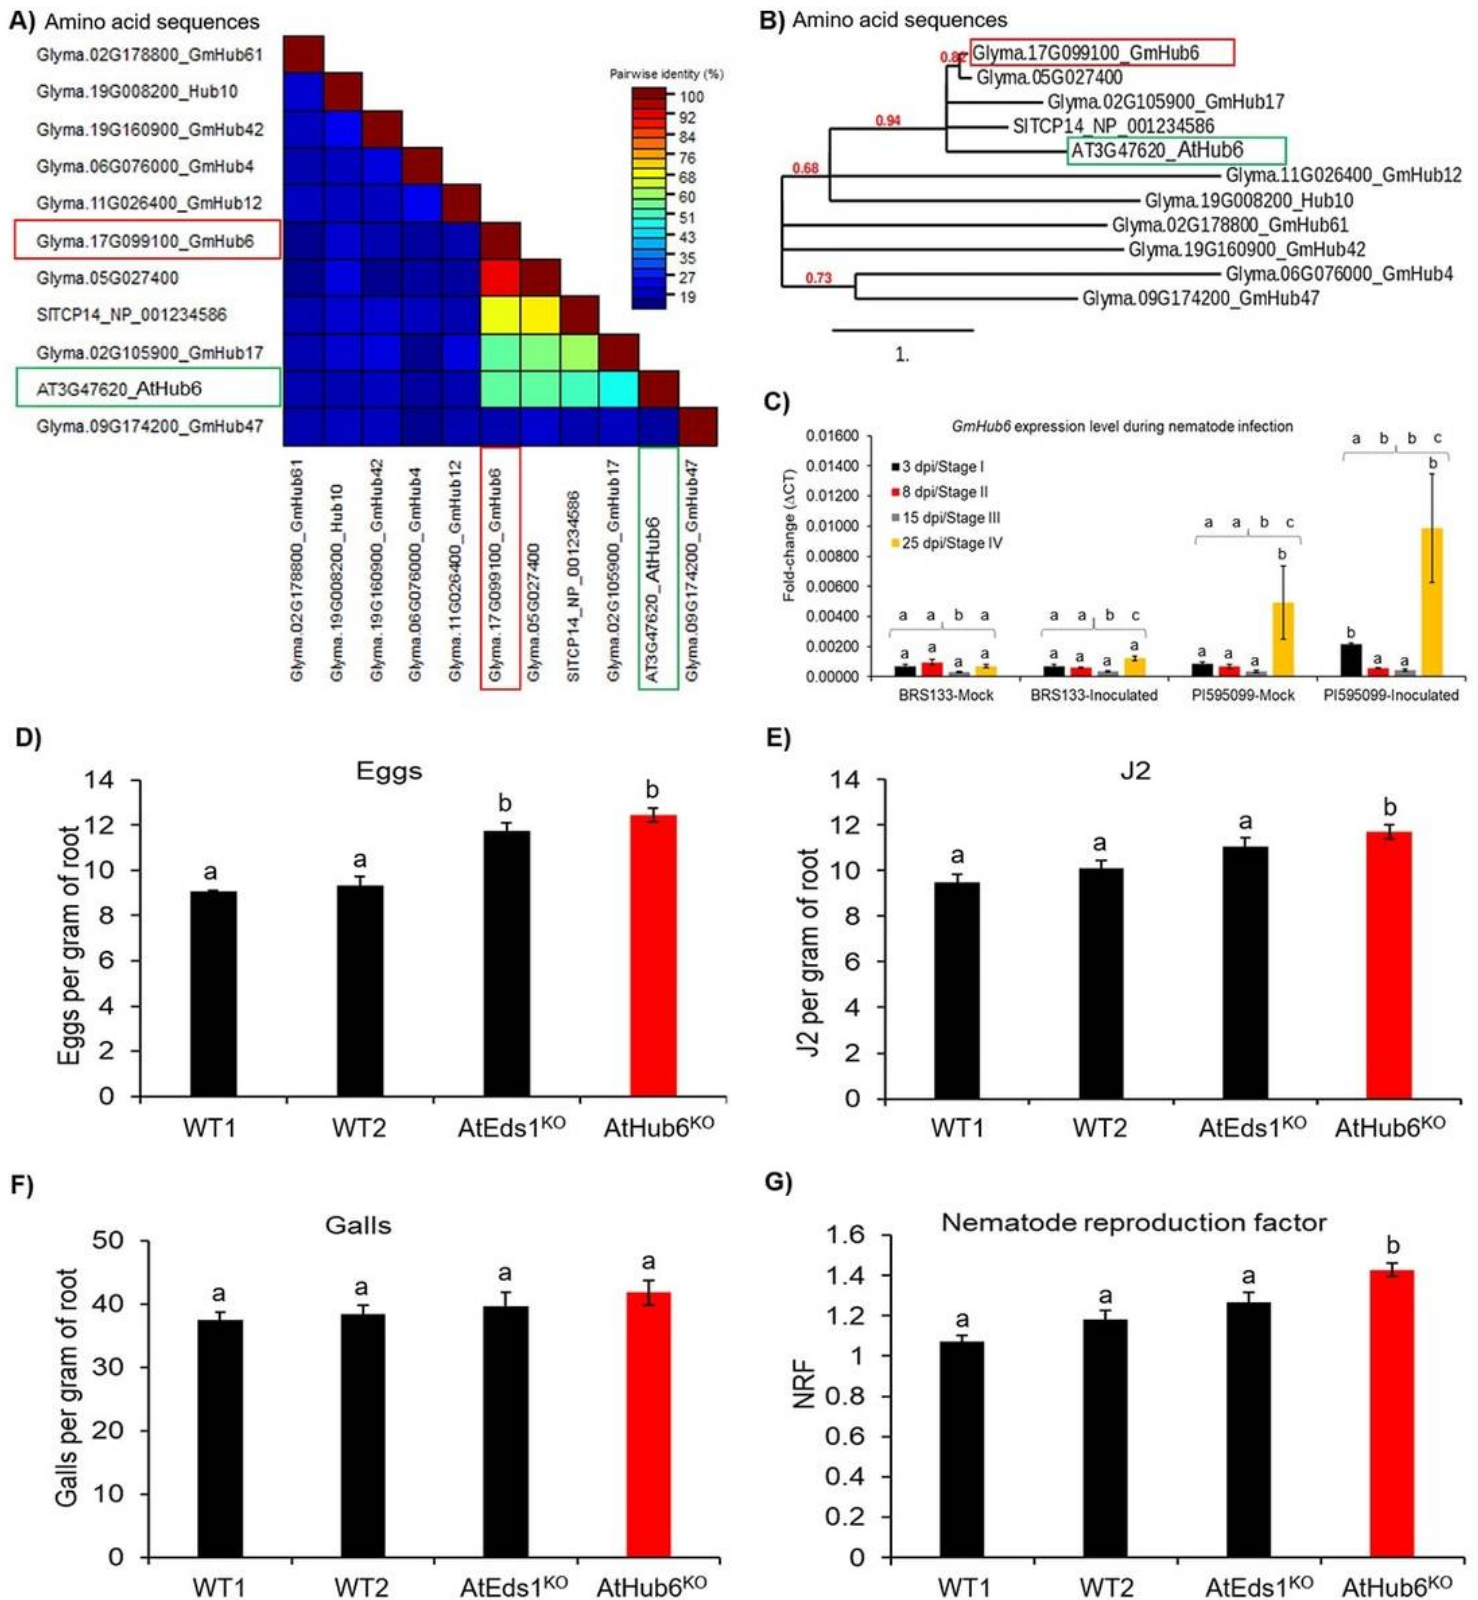 A) Amino acid sequences
Glyma.02G178800_GmHub61
Glyma.19G008200_Hub10
Glyma.19G160900_GmHub42
Glyma.06G076000_GmHub4
Glyma.11G026400_GmHub12
Glyma.17G099100_GmHub6
Glyma.05G027400
SlTCP14_NP_001234586
Glyma.02G105900_GmHub17
AT3G47620_AtHub6
Glyma.09G174200_GmHub47
Pairwise identity (%)
100
92
84
76
68
60
51
43
35
27
19
Glyma.02G178800_GmHub61
Glyma.19G008200_Hub10
Glyma.19G160900_GmHub42
Glyma.06G076000_GmHub4
Glyma.11G026400_GmHub12
Glyma.17G099100_GmHub6
Glyma.05G027400
SlTCP14_NP_001234586
Glyma.02G105900_GmHub17
AT3G47620_AtHub6
Glyma.09G174200_GmHub47
B) Amino acid sequences
Glyma.17G099100_GmHub6
Glyma.05G027400
Glyma.02G105900_GmHub17
0.94
SlTCP14_NP_001234586
AT3G47620_AtHub6
0.68
Glyma.11G026400_GmHub12
Glyma.19G008200_Hub10
Glyma.02G178800_GmHub61
Glyma.19G160900_GmHub42
0.73
Glyma.06G076000_GmHub4
Glyma.09G174200_GmHub47
1.
C)
GmHub6 expression level during nematode infection
Fold-change (ΔCT)
0.01600
0.01400
0.01200
0.01000
0.00800
0.00600
0.00400
0.00200
0.00000
3 dpi/Stage I
8 dpi/Stage II
15 dpi/Stage III
25 dpi/Stage IV
a a b a
a a a a
a a b c
a a a a
a a b c
a a a b
a b b c
b a a b
BRS133-Mock BRS133-Inoculated PI595099-Mock PI595099-Inoculated
D)
Eggs
Eggs per gram of root
14
12
10
8
6
4
2
0
a a b b
WT1 WT2 AtEds1KO AtHub6KO
E)
J2
J2 per gram of root
14
12
10
8
6
4
2
0
a a a b
WT1 WT2 AtEds1KO AtHub6KO
F)
Galls
Galls per gram of root
50
40
30
20
10
0
a a a a
WT1 WT2 AtEds1KO AtHub6KO
G)
Nematode reproduction factor
NRF
1.6
1.4
1.2
1
0.8
0.6
0.4
0.2
0
a a a b
WT1 WT2 AtEds1KO AtHub6KO